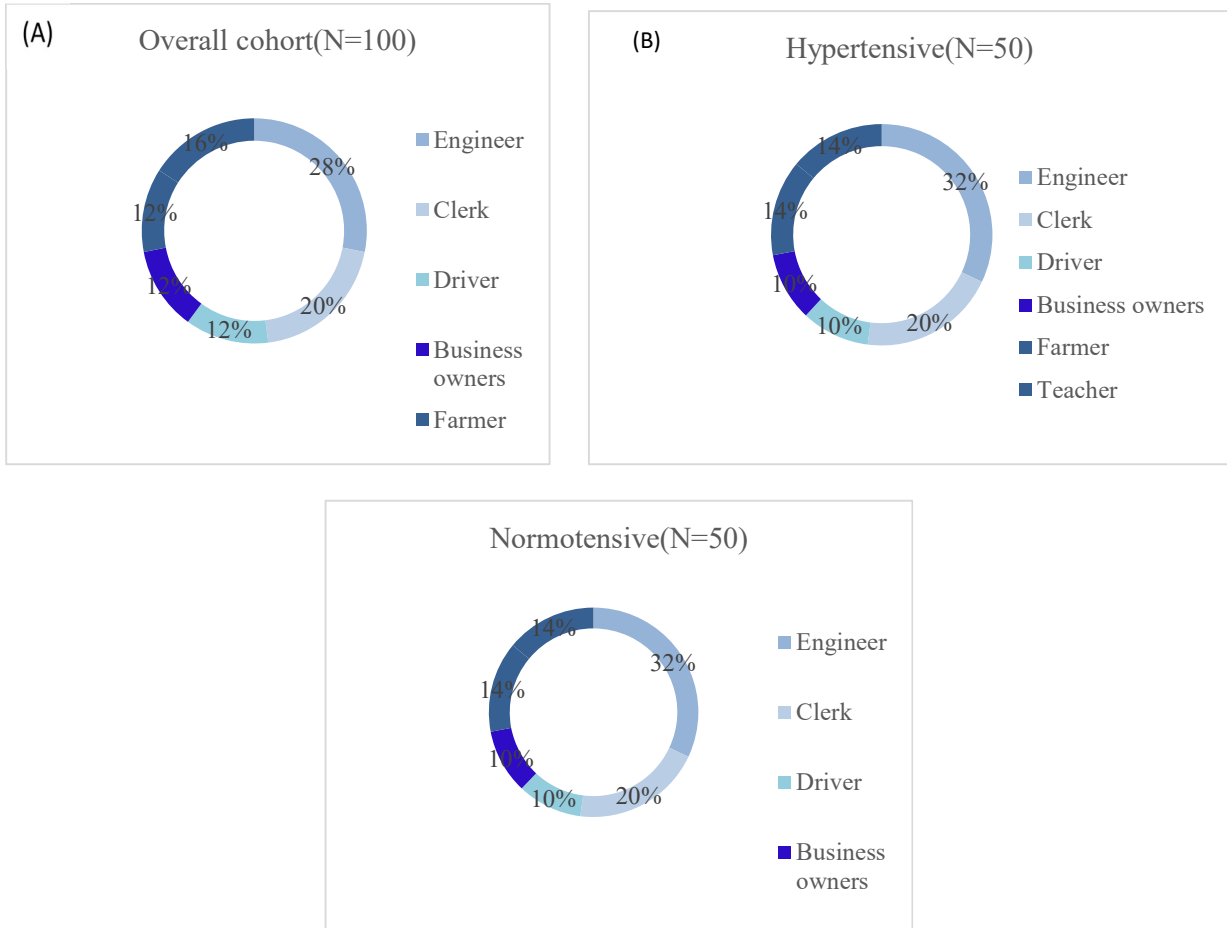 (A)
Overall cohort(N=100)
16%
28%
12%
12%
12%
20%
Engineer
Clerk
Driver
Business
owners
Farmer
(B)
Hypertensive(N=50)
14%
32%
14%
10%
10%
20%
Engineer
Clerk
Driver
Business owners
Farmer
Teacher
Normotensive(N=50)
14%
32%
14%
10%
10%
20%
Engineer
Clerk
Driver
Business
owners